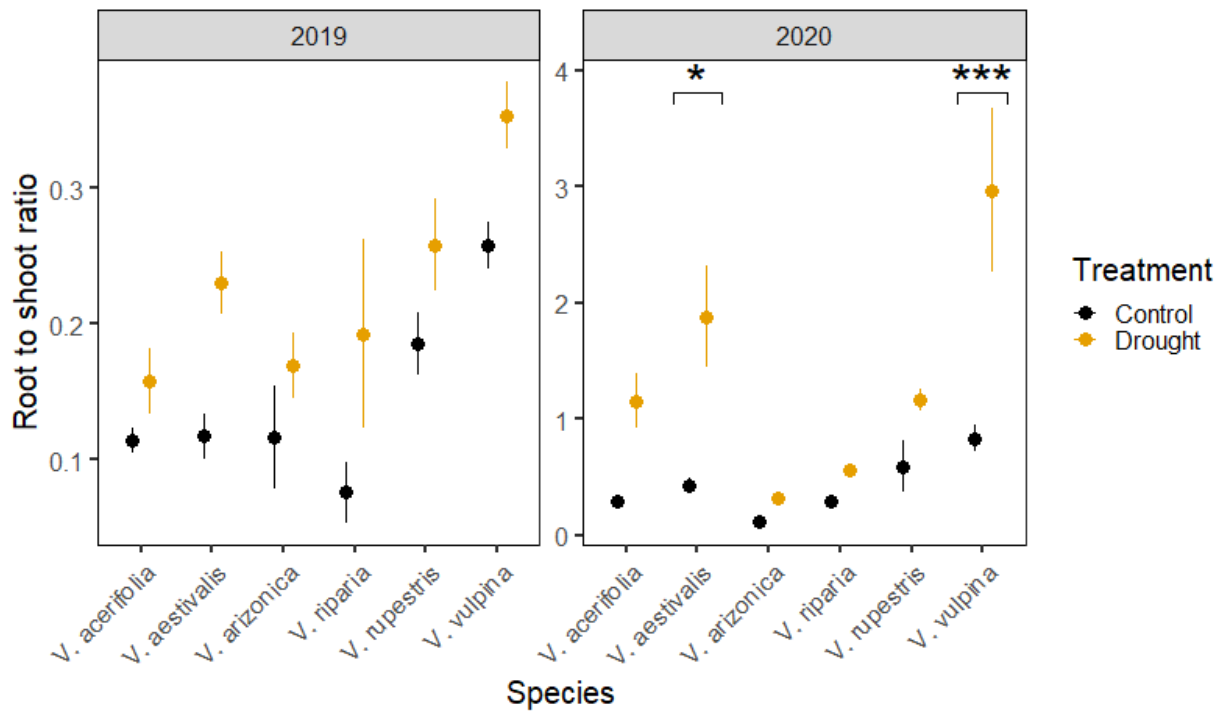 2019
2020
* ***
Root to shoot ratio
0.3
0.2
0.1
4
3
2
1
0
V. acerifolia
V. aestivalis
V. arizonica
V. riparia
V. rupestris
V. vulpina
V. acerifolia
V. aestivalis
V. arizonica
V. riparia
V. rupestris
V. vulpina
Species
Treatment
Control
Drought